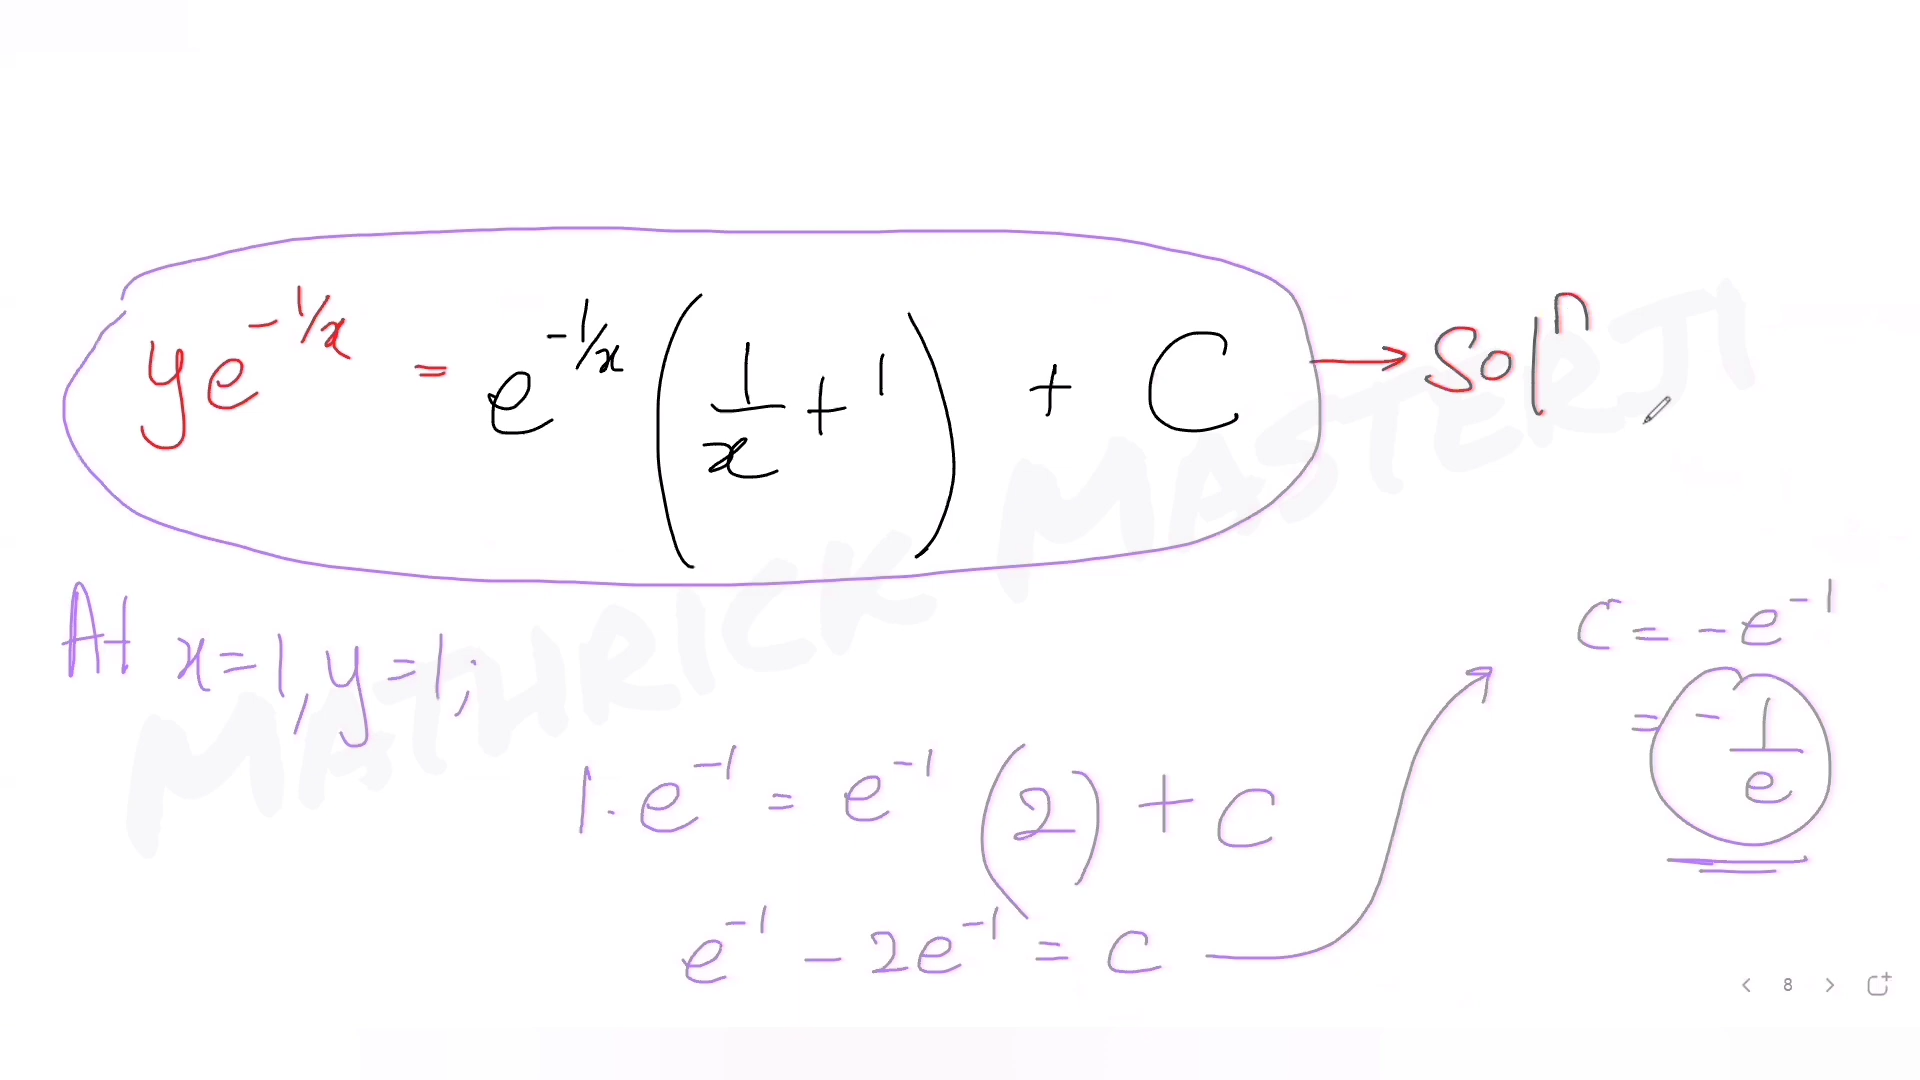 ye^{-1/x} = e^{-1/x} (1/x + 1) + C → Solⁿ
At x=1, y=1;
1. e^{-1} = e^{-1} (2) + C
e^{-1} - 2e^{-1} = C
C = -e^{-1}
= - 1/e
MATHRICK MASTERJI
< 8 >